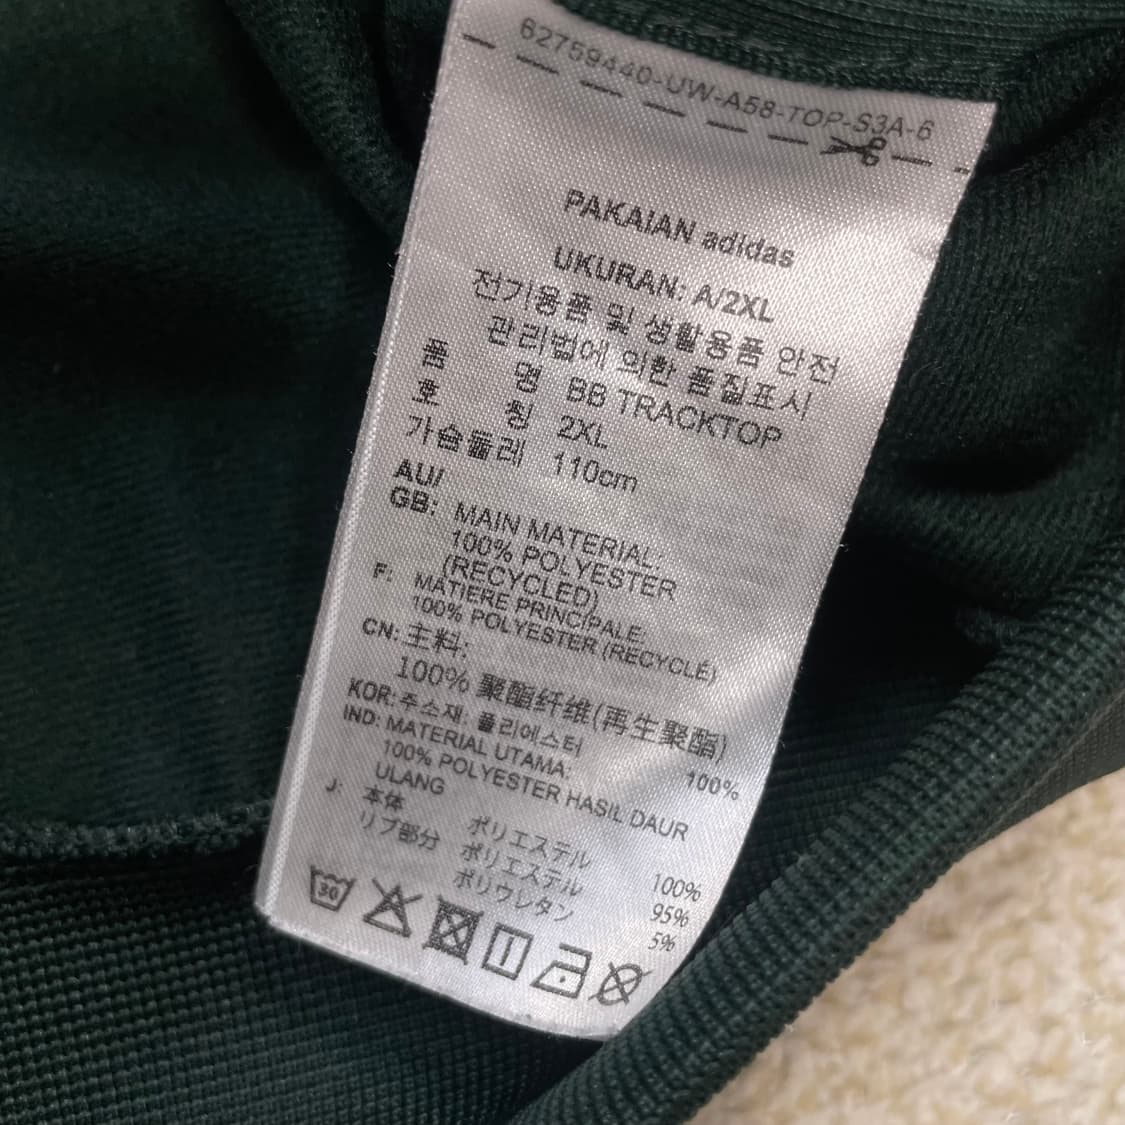 62759440-UW-A58-TOP-S3A-6
PAKAIAN adidas
UKURAN: A/2XL
전기용품 및 생활용품 안전
관리법에 의한 품질표시
품 명 BB TRACKTOP
호 칭 2XL
가슴둘레 110cm
AU/
GB: MAIN MATERIAL:
100% POLYESTER
(RECYCLED)
F: MATIERE PRINCIPALE:
100% POLYESTER (RECYCLÉ)
CN: 主料:
100% 聚酯纤维(再生聚酯)
KOR: 주소재: 폴리에스터 100%
IND: MATERIAL UTAMA:
100% POLYESTER HASIL DAUR
ULANG
J: 本体 ポリエステル 100%
リブ部分 ポリエステル 95%
ポリウレタン 5%
30